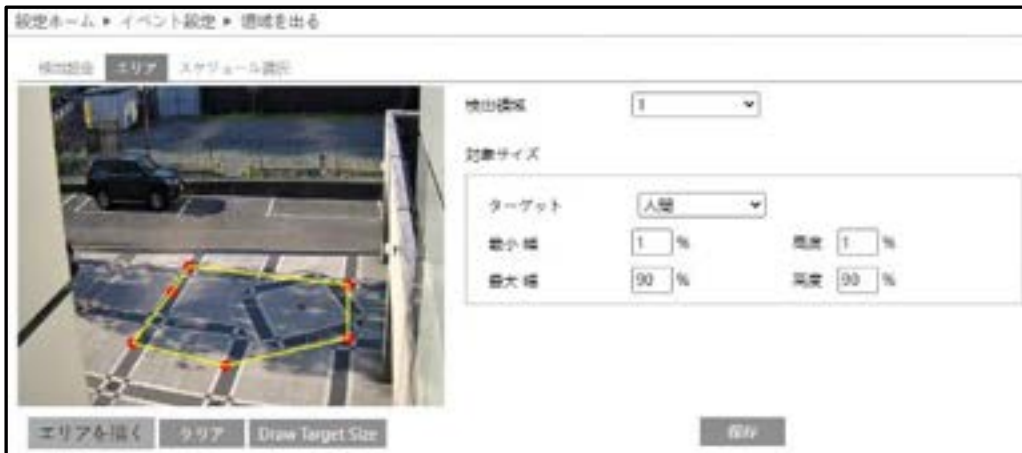 設定ホーム ▶ イベント設定 ▶ 領域を出る
検出設定 エリア スケジュール選択
検出領域 1
対象サイズ
ターゲット 人間
最小 幅 1 % 高度 1 %
最大 幅 90 % 高度 90 %
エリアを描く クリア Draw Target Size 保存